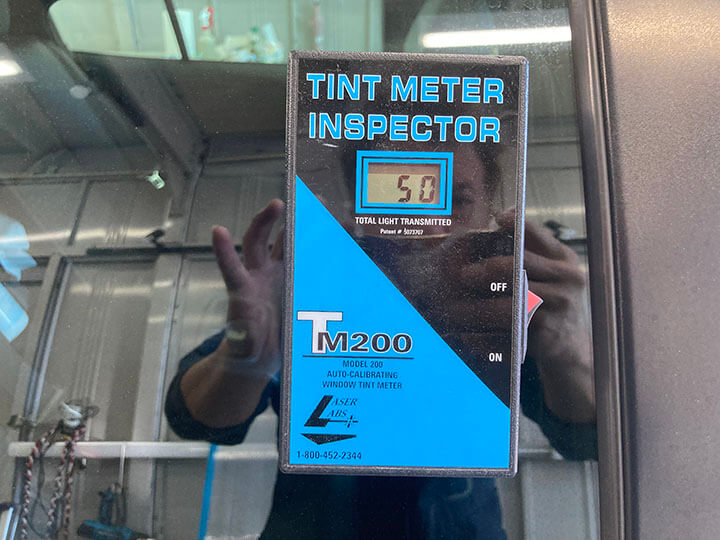 TINT METER
INSPECTOR
50
TOTAL LIGHT TRANSMITTED
Patent # 5073707
OFF
ON
TM200
MODEL 200
AUTO-CALIBRATING
WINDOW TINT METER
LASER
LABS
1-800-452-2344